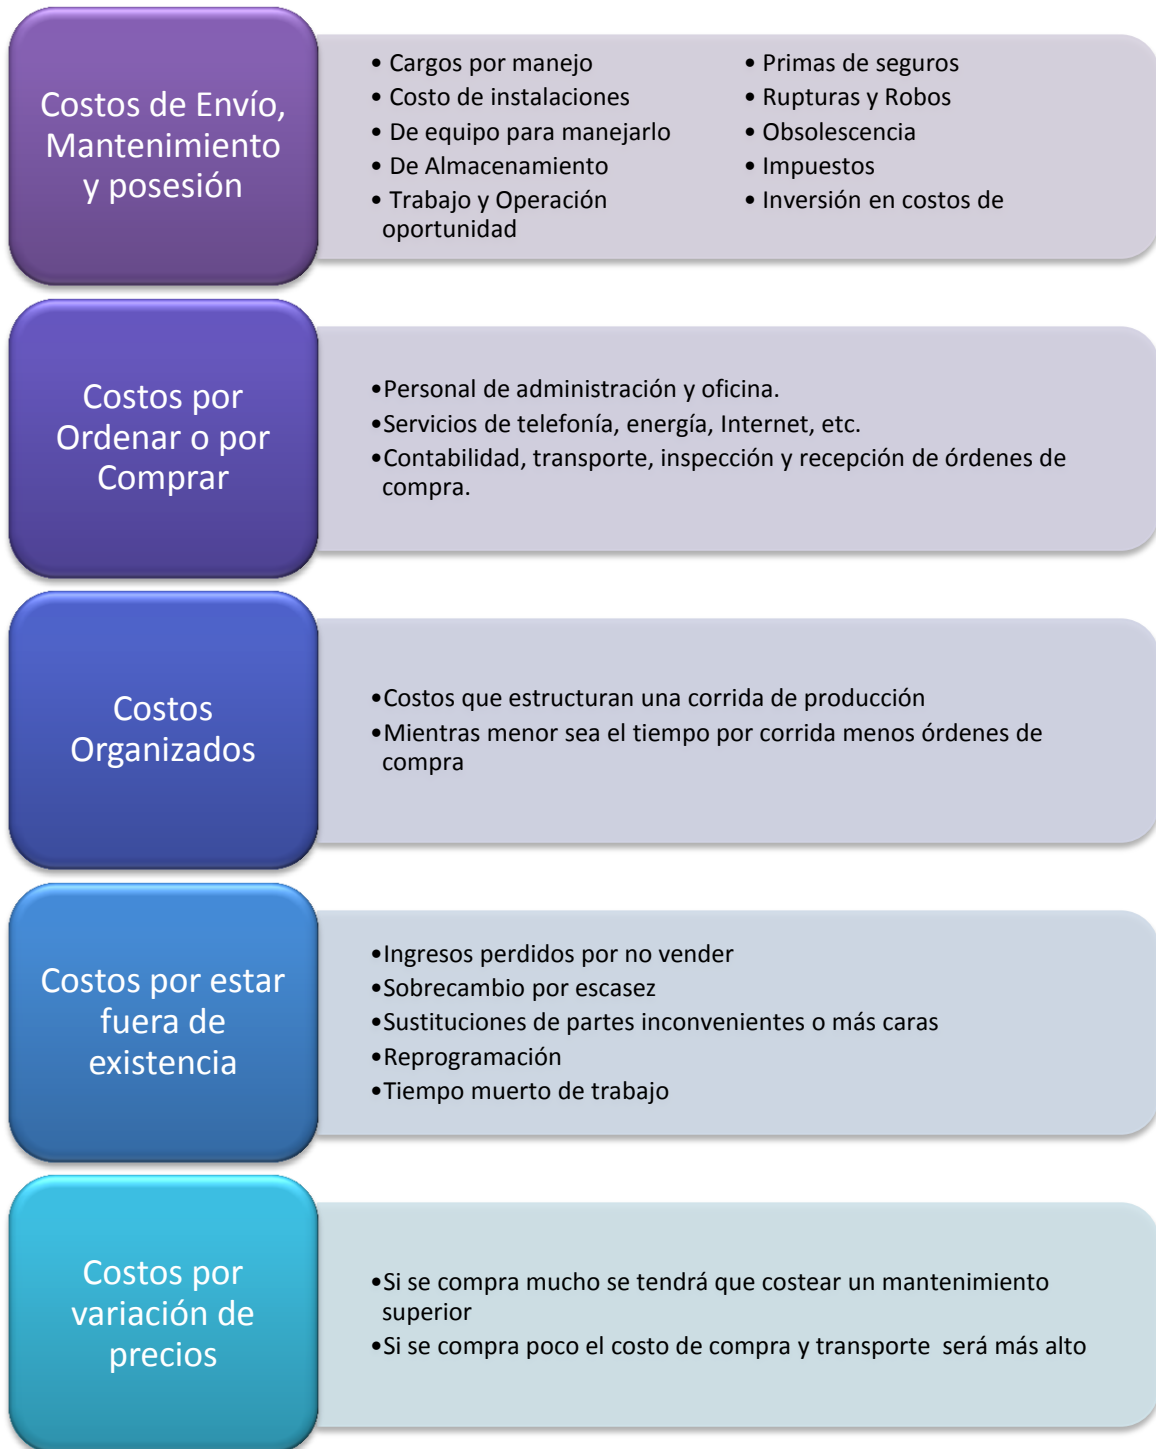 Costos de Envío,
Mantenimiento
y posesión
• Cargos por manejo • Primas de seguros
• Costo de instalaciones • Rupturas y Robos
• De equipo para manejarlo • Obsolescencia
• De Almacenamiento • Impuestos
• Trabajo y Operación • Inversión en costos de
oportunidad
Costos por
Ordenar o por
Comprar
•Personal de administración y oficina.
•Servicios de telefonía, energía, Internet, etc.
•Contabilidad, transporte, inspección y recepción de órdenes de
compra.
Costos
Organizados
•Costos que estructuran una corrida de producción
•Mientras menor sea el tiempo por corrida menos órdenes de
compra
Costos por estar
fuera de
existencia
•Ingresos perdidos por no vender
•Sobrecambio por escasez
•Sustituciones de partes inconvenientes o más caras
•Reprogramación
•Tiempo muerto de trabajo
Costos por
variación de
precios
•Si se compra mucho se tendrá que costear un mantenimiento
superior
•Si se compra poco el costo de compra y transporte será más alto